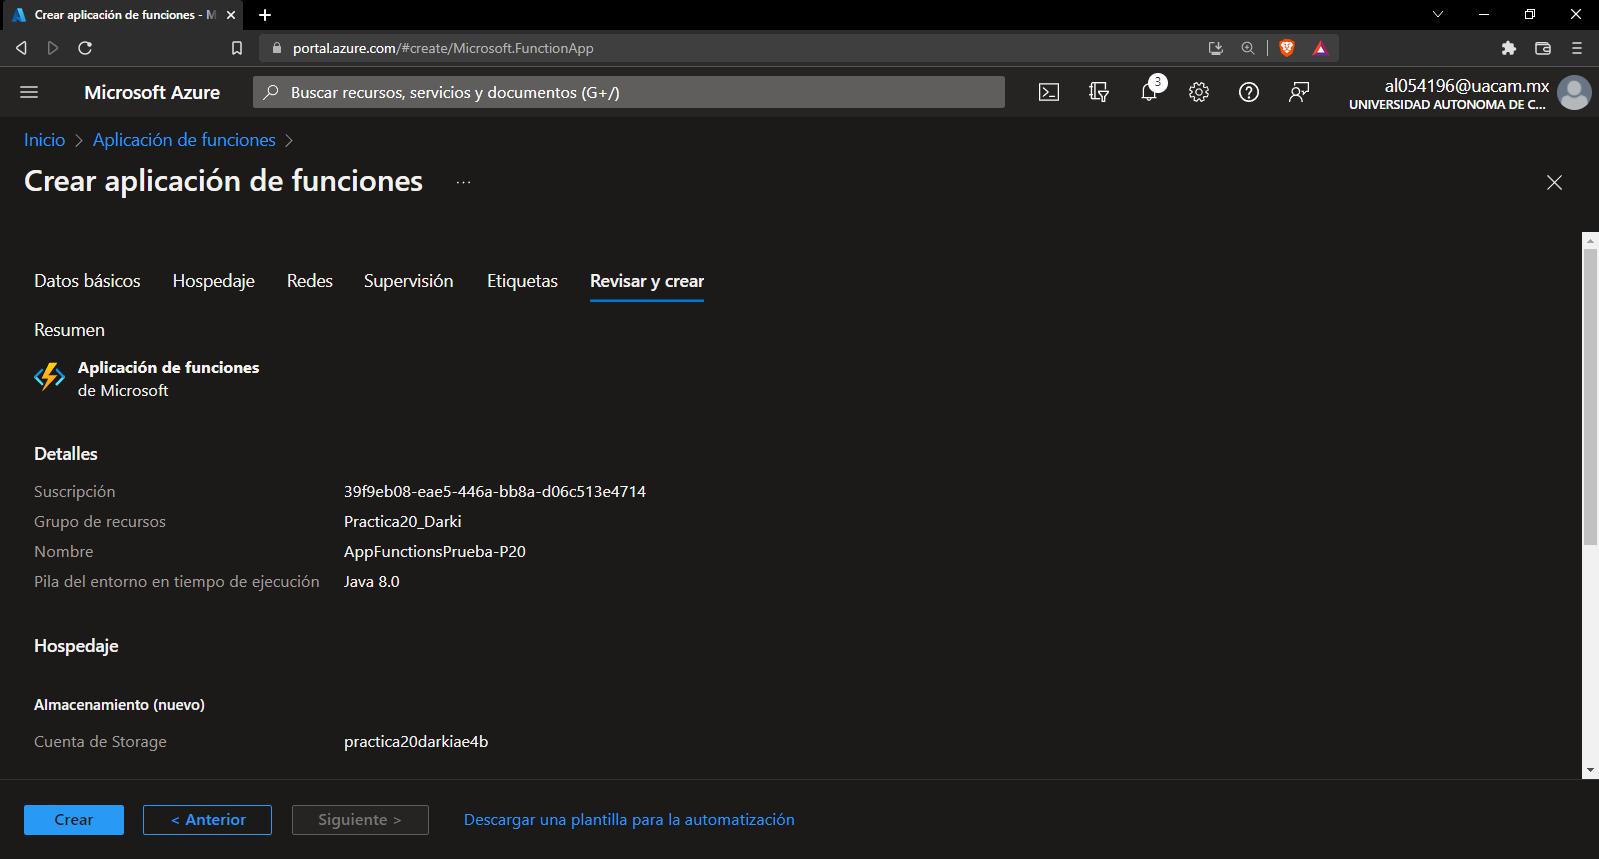 Crear aplicación de funciones - M
portal.azure.com/#create/Microsoft.FunctionApp
Microsoft Azure
Buscar recursos, servicios y documentos (G+/)
3
al054196@uacam.mx
UNIVERSIDAD AUTONOMA DE C...
Inicio > Aplicación de funciones >
Crear aplicación de funciones ...
Datos básicos Hospedaje Redes Supervisión Etiquetas Revisar y crear
Resumen
Aplicación de funciones
de Microsoft
Detalles
Suscripción 39f9eb08-eae5-446a-bb8a-d06c513e4714
Grupo de recursos Practica20_Darki
Nombre AppFunctionsPrueba-P20
Pila del entorno en tiempo de ejecución Java 8.0
Hospedaje
Almacenamiento (nuevo)
Cuenta de Storage practica20darkiae4b
Crear < Anterior Siguiente > Descargar una plantilla para la automatización